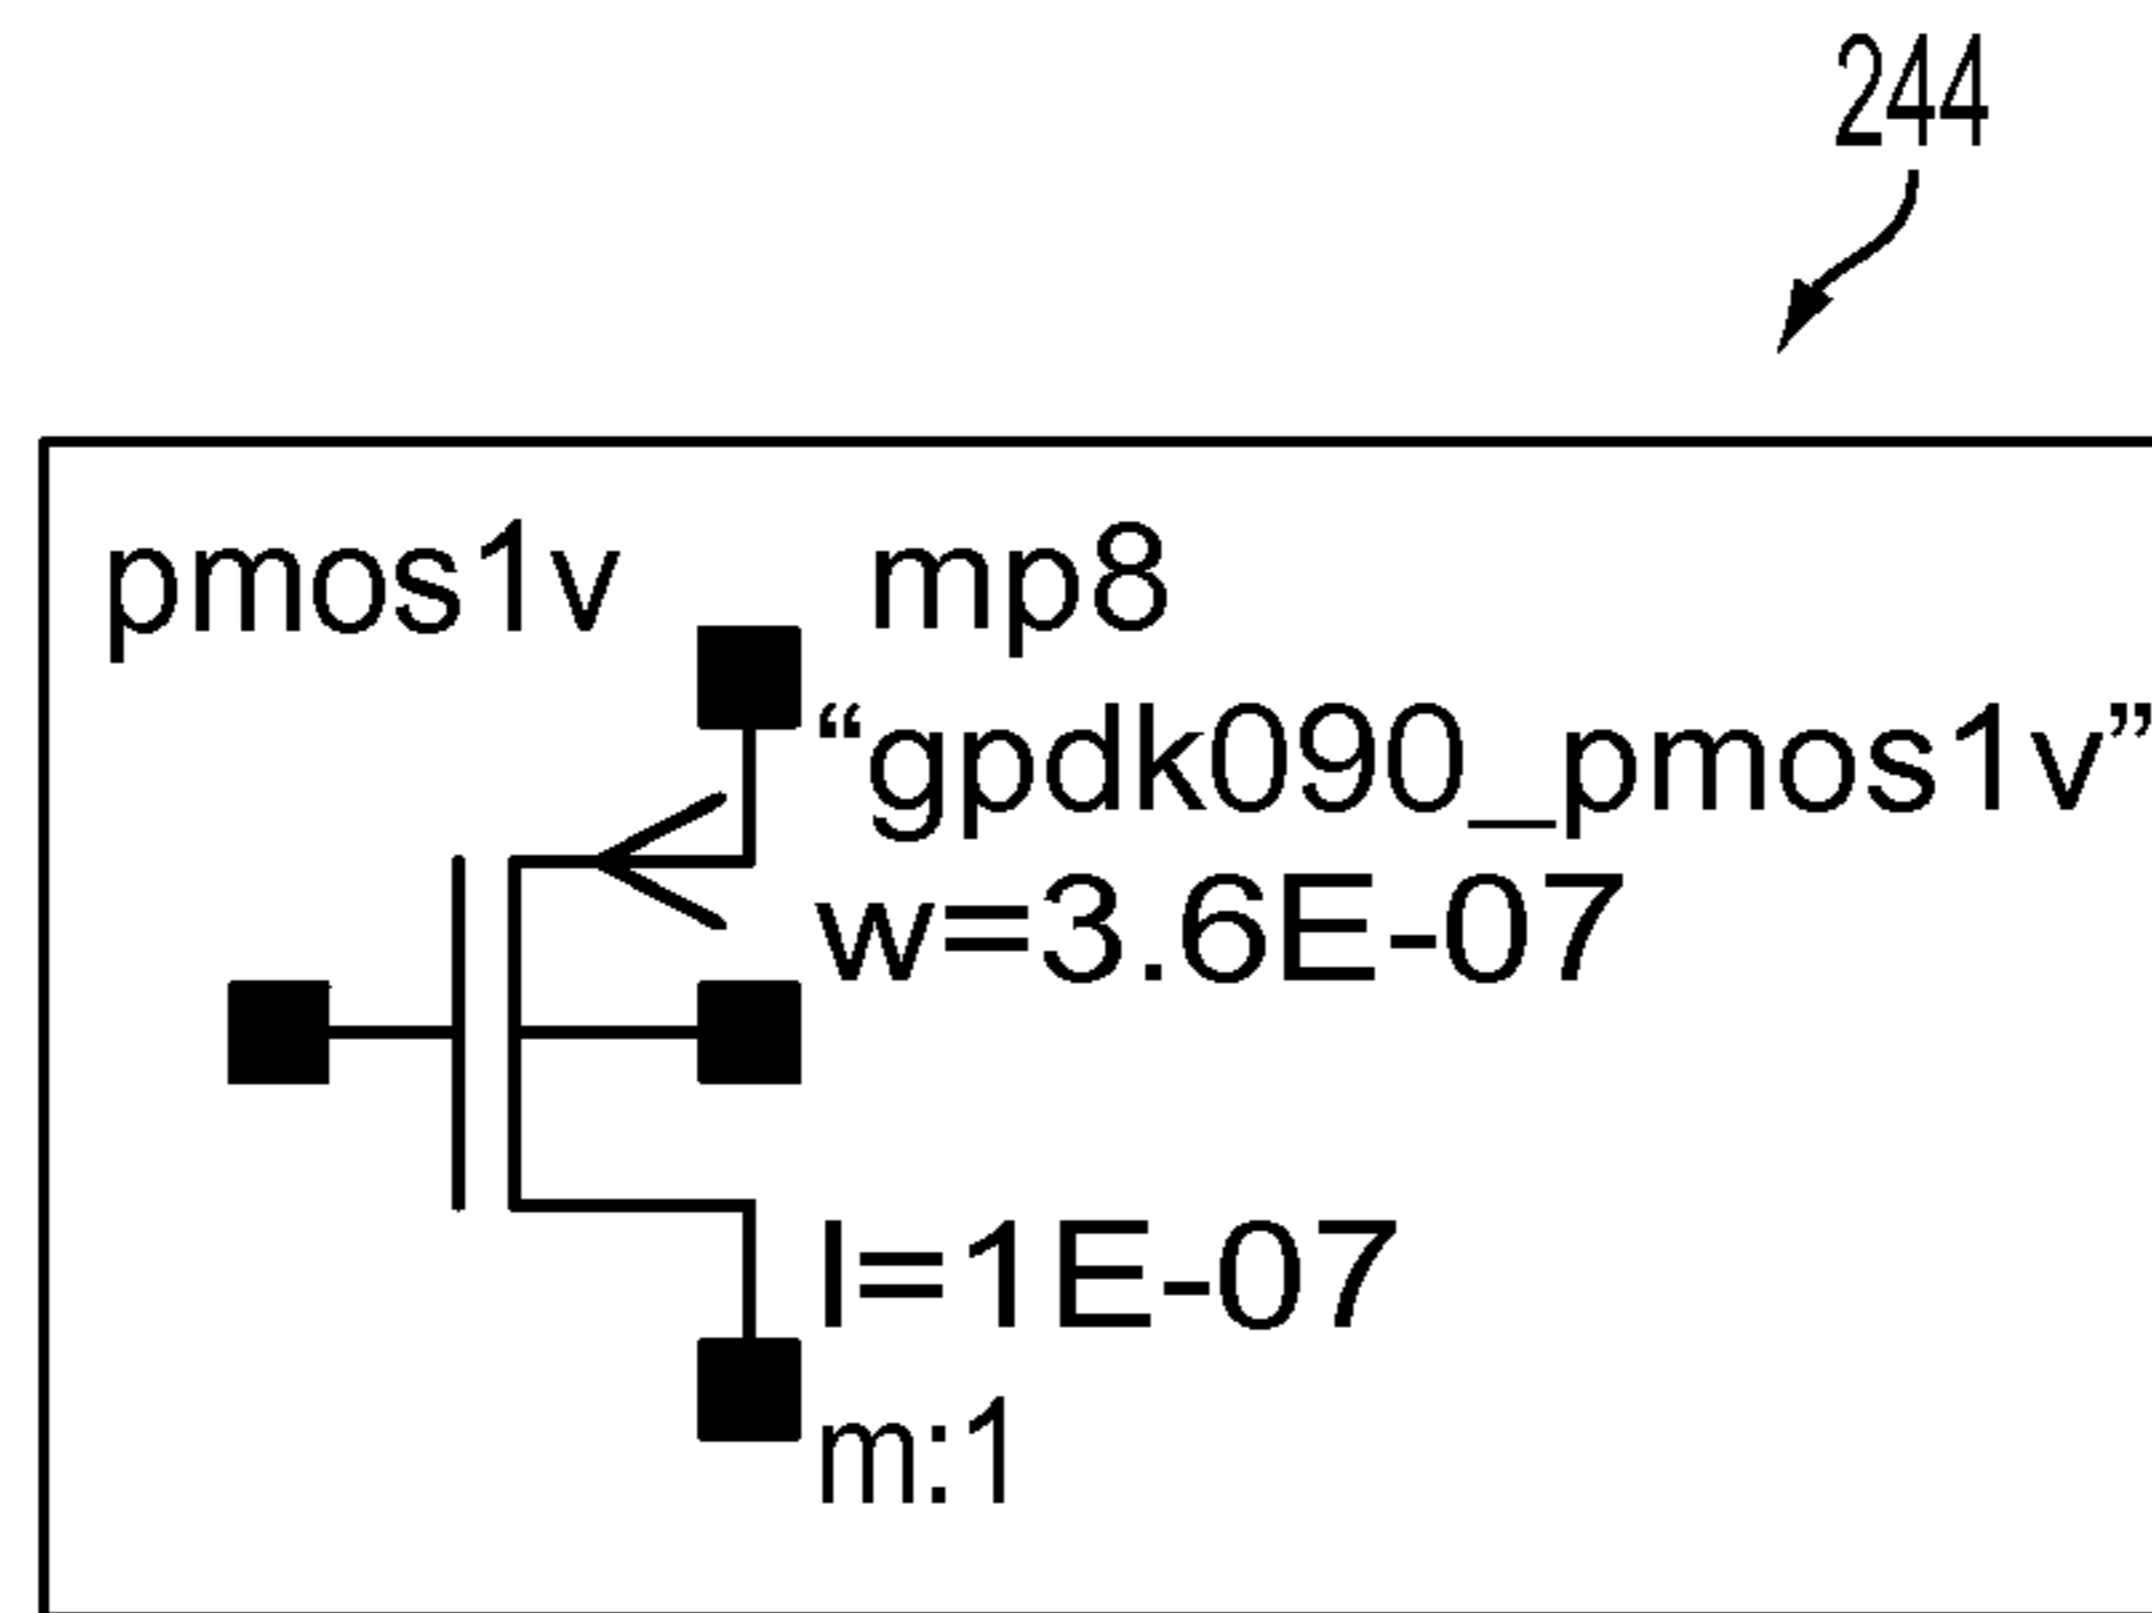 244
pmos1v mp8
“gpdk090_pmos1v”
w=3.6E-07
l=1E-07
m:1